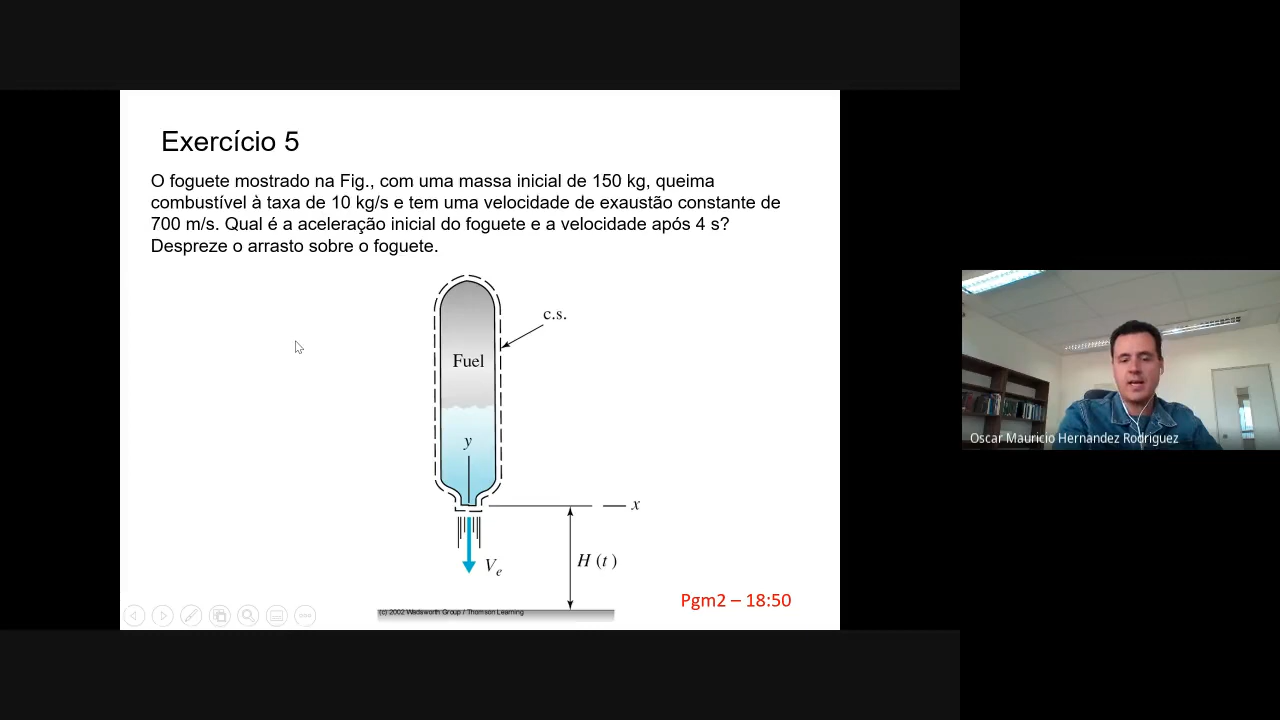 Exercício 5
O foguete mostrado na Fig., com uma massa inicial de 150 kg, queima
combustível à taxa de 10 kg/s e tem uma velocidade de exaustão constante de
700 m/s. Qual é a aceleração inicial do foguete e a velocidade após 4 s?
Despreze o arrasto sobre o foguete.
c.s.
Fuel
y
x
H (t )
Ve
Pgm2 – 18:50
(c) 2002 Wadsworth Group / Thomson Learning
Oscar Mauricio Hernandez Rodriguez